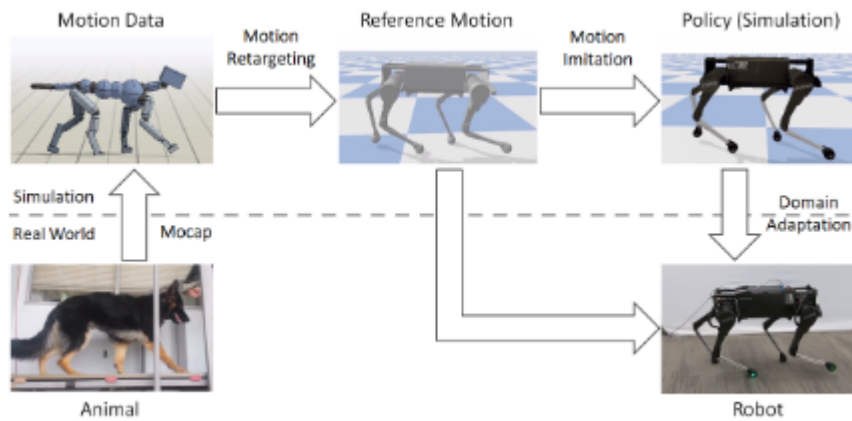 Motion Data
Reference Motion
Policy (Simulation)
Motion
Retargeting
Motion
Imitation
Simulation
Real World
Mocap
Domain
Adaptation
Animal
Robot